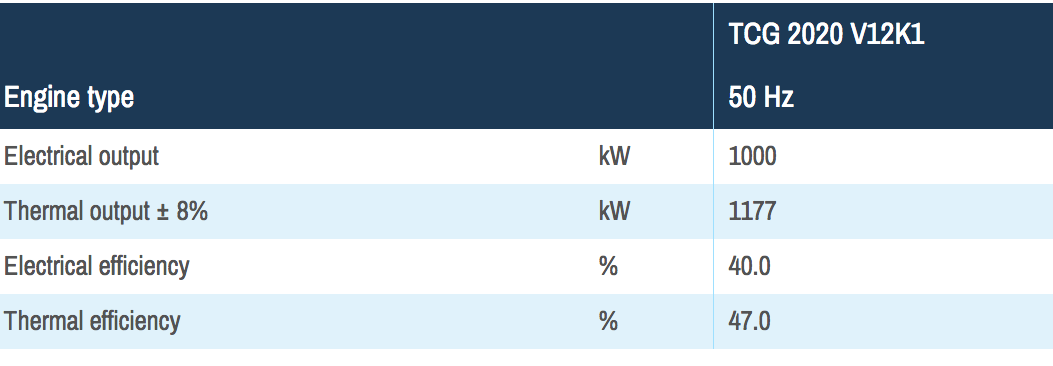 TCG 2020 V12K1
Engine type 50 Hz
Electrical output kW 1000
Thermal output ± 8% kW 1177
Electrical efficiency % 40.0
Thermal efficiency % 47.0